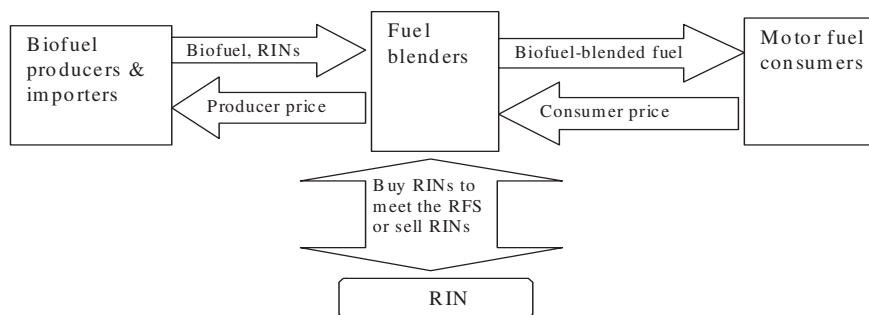 Biofuel
producers &
importers
Biofuel, RINs
Producer price
Fuel
blenders
Biofuel-blended fuel
Consumer price
Motor fuel
consumers
Buy RINs to
meet the RFS
or sell RINs
RIN